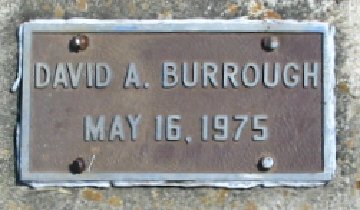 DAVID A. BURROUGH
MAY 16, 1975